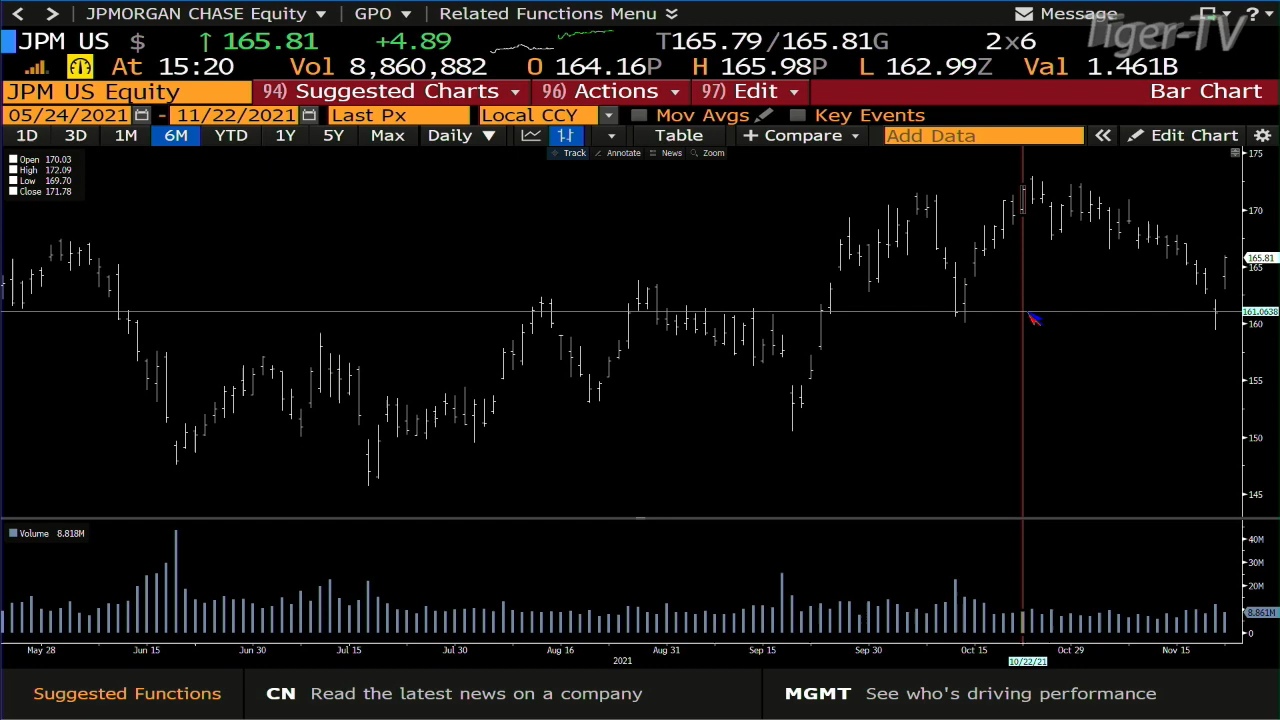 JPMORGAN CHASE Equity GPO Related Functions Menu Message ?
Tiger-TV
JPM US $ ↑ 165.81 +4.89 T165.79/165.81G 2x6
At 15:20 Vol 8,860,882 O 164.16P H 165.98P L 162.99Z Val 1.461B
JPM US Equity 94) Suggested Charts 96) Actions 97) Edit Bar Chart
05/24/2021 - 11/22/2021 Last Px Local CCY Mov Avgs Key Events
1D 3D 1M 6M YTD 1Y 5Y Max Daily ▼ Table + Compare Add Data « Edit Chart
Track Annotate News Zoom
Open 170.03
High 172.09
Low 169.70
Close 171.78
175
170
165.81
165
161.0638
160
155
150
145
Volume 8.818M
40M
30M
20M
8.861M
0
May 28 Jun 15 Jun 30 Jul 15 Jul 30 Aug 16 Aug 31 Sep 15 Sep 30 Oct 15 Oct 29 Nov 15
2021 10/22/21
Suggested Functions CN Read the latest news on a company MGMT See who's driving performance